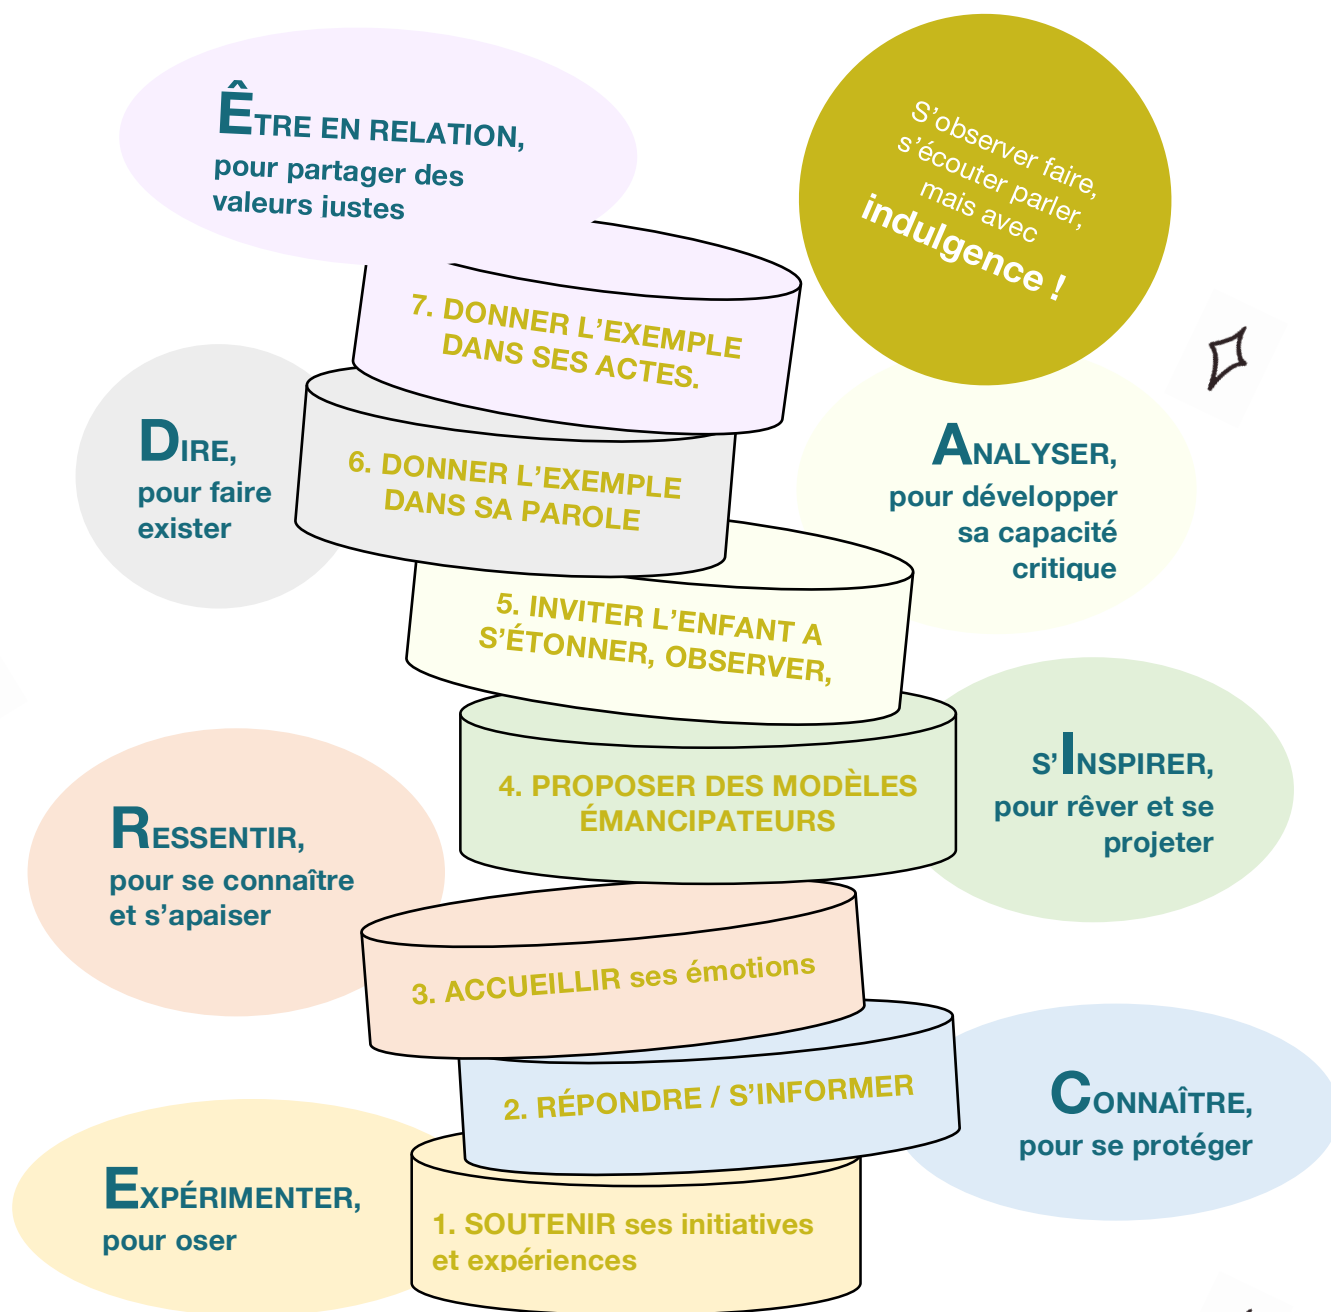 ÊTRE EN RELATION,
pour partager des
valeurs justes
S'observer faire,
s'écouter parler,
mais avec
indulgence !
7. DONNER L'EXEMPLE
DANS SES ACTES.
DIRE,
pour faire
exister
6. DONNER L'EXEMPLE
DANS SA PAROLE
ANALYSER,
pour développer
sa capacité
critique
5. INVITER L'ENFANT A
S'ÉTONNER, OBSERVER,
S'INSPIRER,
pour rêver et se
projeter
4. PROPOSER DES MODÈLES
ÉMANCIPATEURS
RESSENTIR,
pour se connaître
et s'apaiser
3. ACCUEILLIR ses émotions
CONNAÎTRE,
pour se protéger
2. RÉPONDRE / S'INFORMER
EXPÉRIMENTER,
pour oser
1. SOUTENIR ses initiatives
et expériences